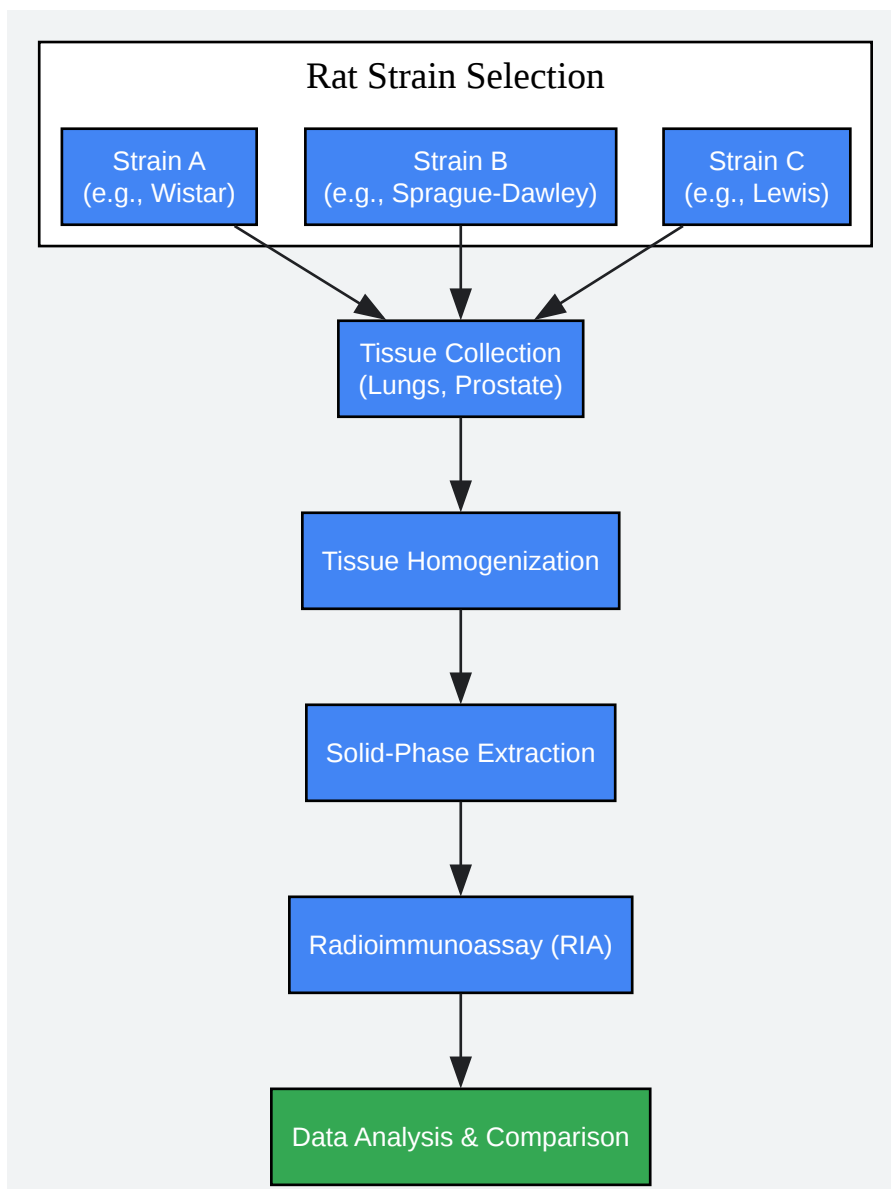 Rat Strain Selection
Strain A
(e.g., Wistar)
Strain B
(e.g., Sprague-Dawley)
Strain C
(e.g., Lewis)
Tissue Collection
(Lungs, Prostate)
Tissue Homogenization
Solid-Phase Extraction
Radioimmunoassay (RIA)
Data Analysis & Comparison